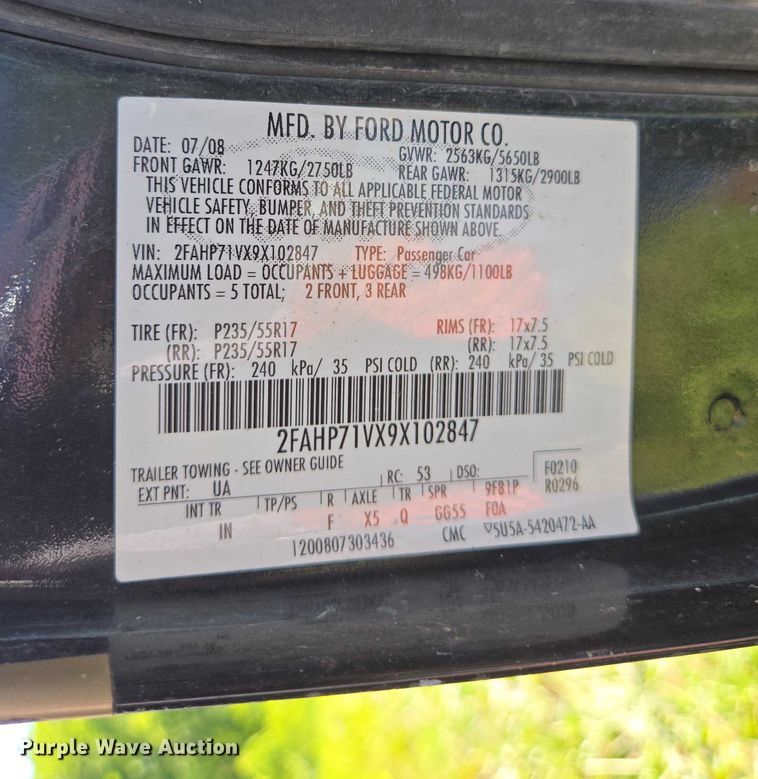 MFD. BY FORD MOTOR CO.
DATE: 07/08 GVWR: 2563KG/5650LB
FRONT GAWR: 1247KG/2750LB REAR GAWR: 1315KG/2900LB
THIS VEHICLE CONFORMS TO ALL APPLICABLE FEDERAL MOTOR
VEHICLE SAFETY, BUMPER, AND THEFT PREVENTION STANDARDS
IN EFFECT ON THE DATE OF MANUFACTURE SHOWN ABOVE.
VIN: 2FAHP71VX9X102847 TYPE: Passenger Car
MAXIMUM LOAD = OCCUPANTS + LUGGAGE = 498KG/1100LB
OCCUPANTS = 5 TOTAL; 2 FRONT, 3 REAR
TIRE (FR): P235/55R17 RIMS (FR): 17x7.5
(RR): P235/55R17 (RR): 17x7.5
PRESSURE (FR): 240 kPa/ 35 PSI COLD (RR): 240 kPa/ 35 PSI COLD
2FAHP71VX9X102847
TRAILER TOWING - SEE OWNER GUIDE
EXT PNT: UA RC: 53 DSO: F0210
R0296
INT TR TP/PS R AXLE TR SPR 9FB1P
IN F X5 Q GG55 F0A
1200807303436 CMC ▽5U5A-5420472-AA
Purple Wave Auction